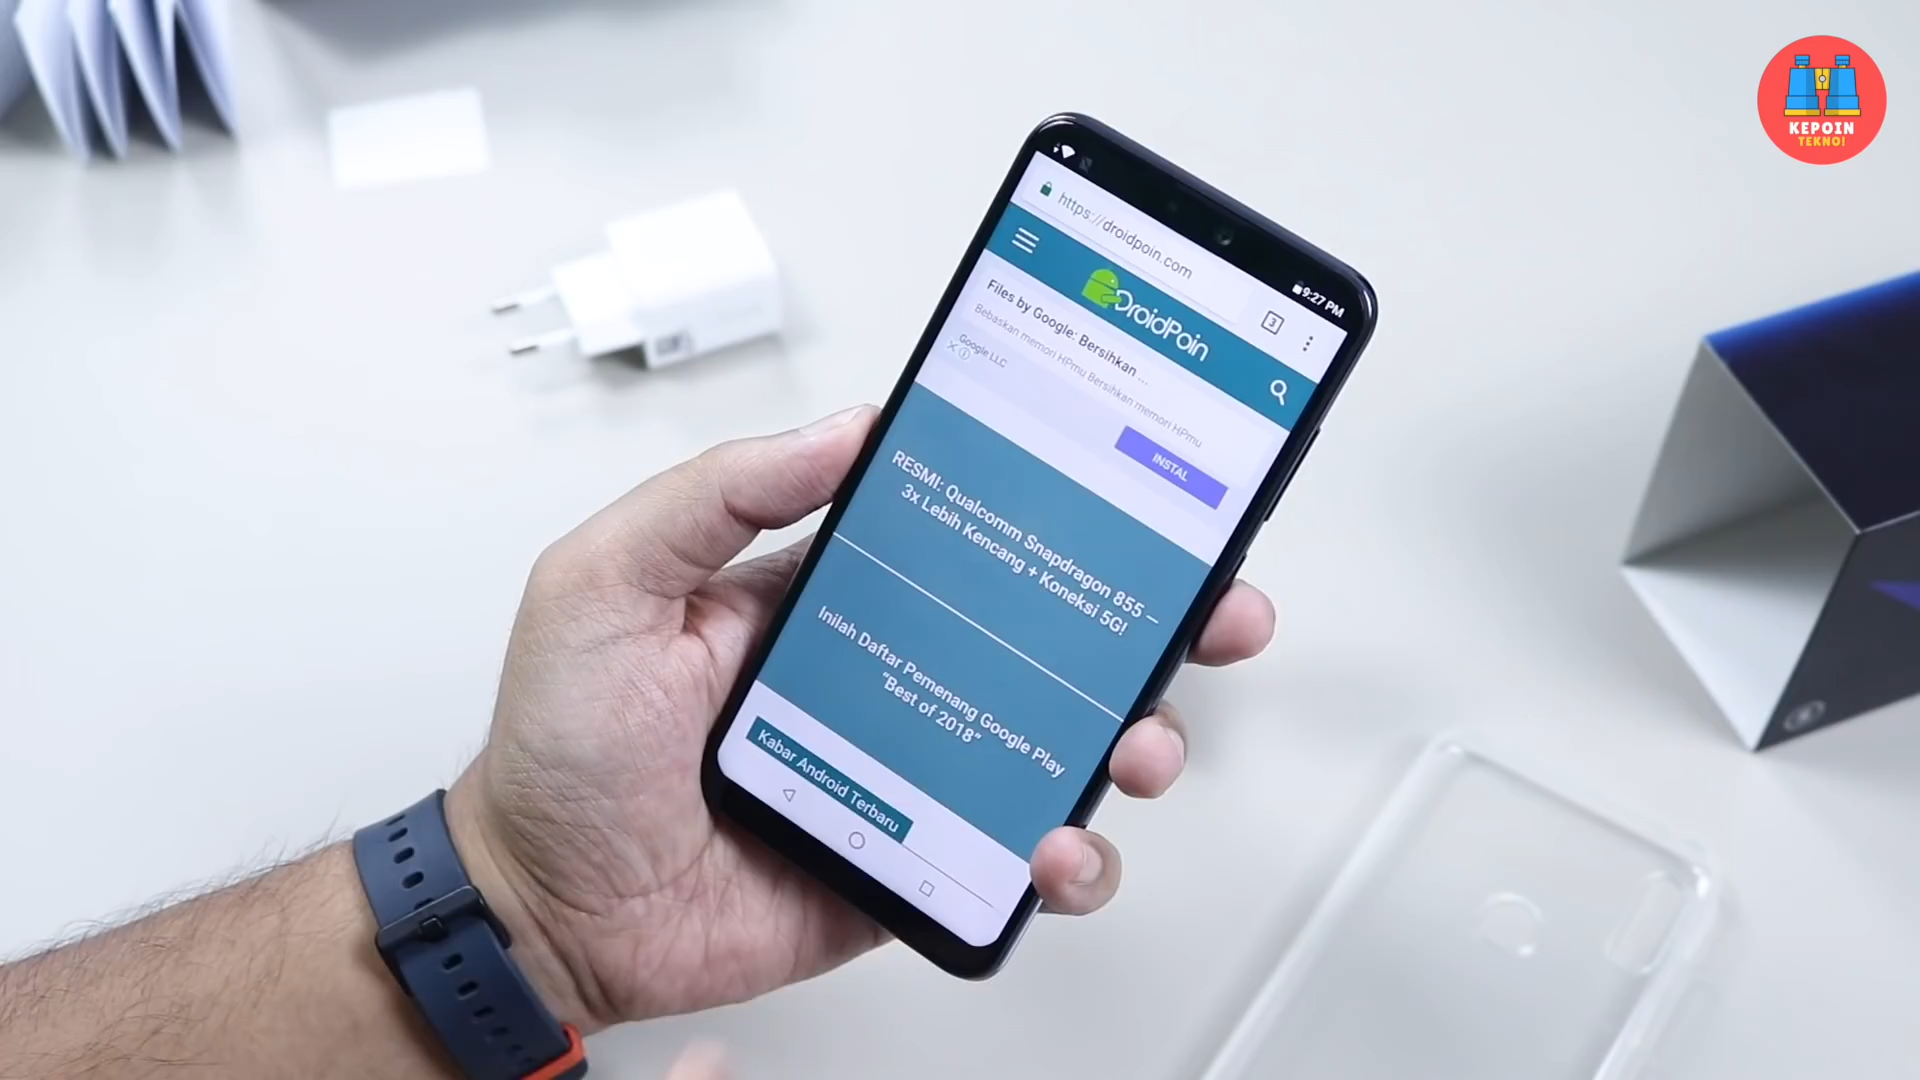 KEPOIN
TEKNO!
9:27 PM
https://droidpoin.com
3
DroidPoin
Files by Google: Bersihkan ...
Bebaskan memori HPmu Bersihkan memori HPmu
Google LLC
INSTAL
RESMI: Qualcomm Snapdragon 855 –
3x Lebih Kencang + Koneksi 5G!
Inilah Daftar Pemenang Google Play
“Best of 2018”
Kabar Android Terbaru